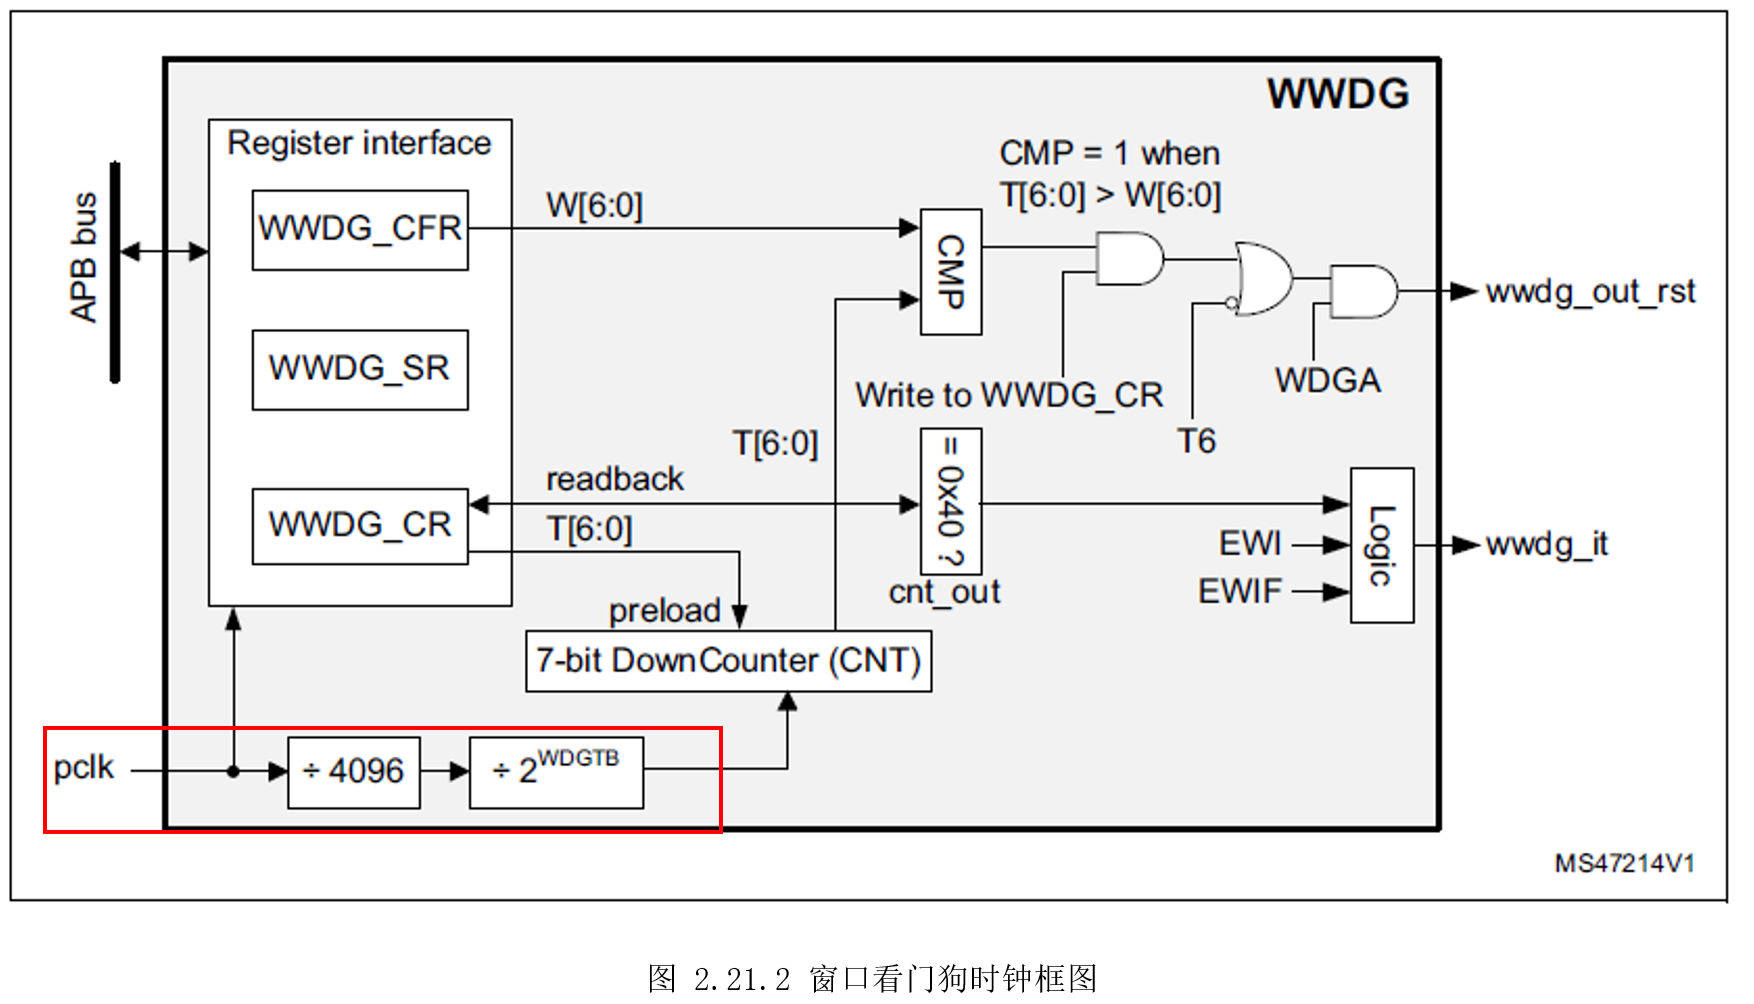 WWDG
Register interface
CMP = 1 when
T[6:0] > W[6:0]
APB bus
WWDG_CFR
W[6:0]
CMP
wwdg_out_rst
WWDG_SR
Write to WWDG_CR
WDGA
T6
T[6:0]
readback
WWDG_CR
T[6:0]
= 0x40 ?
cnt_out
EWI
EWIF
Logic
wwdg_it
preload
7-bit DownCounter (CNT)
pclk
÷ 4096
÷ 2^WDGTB
MS47214V1
图 2.21.2 窗口看门狗时钟框图